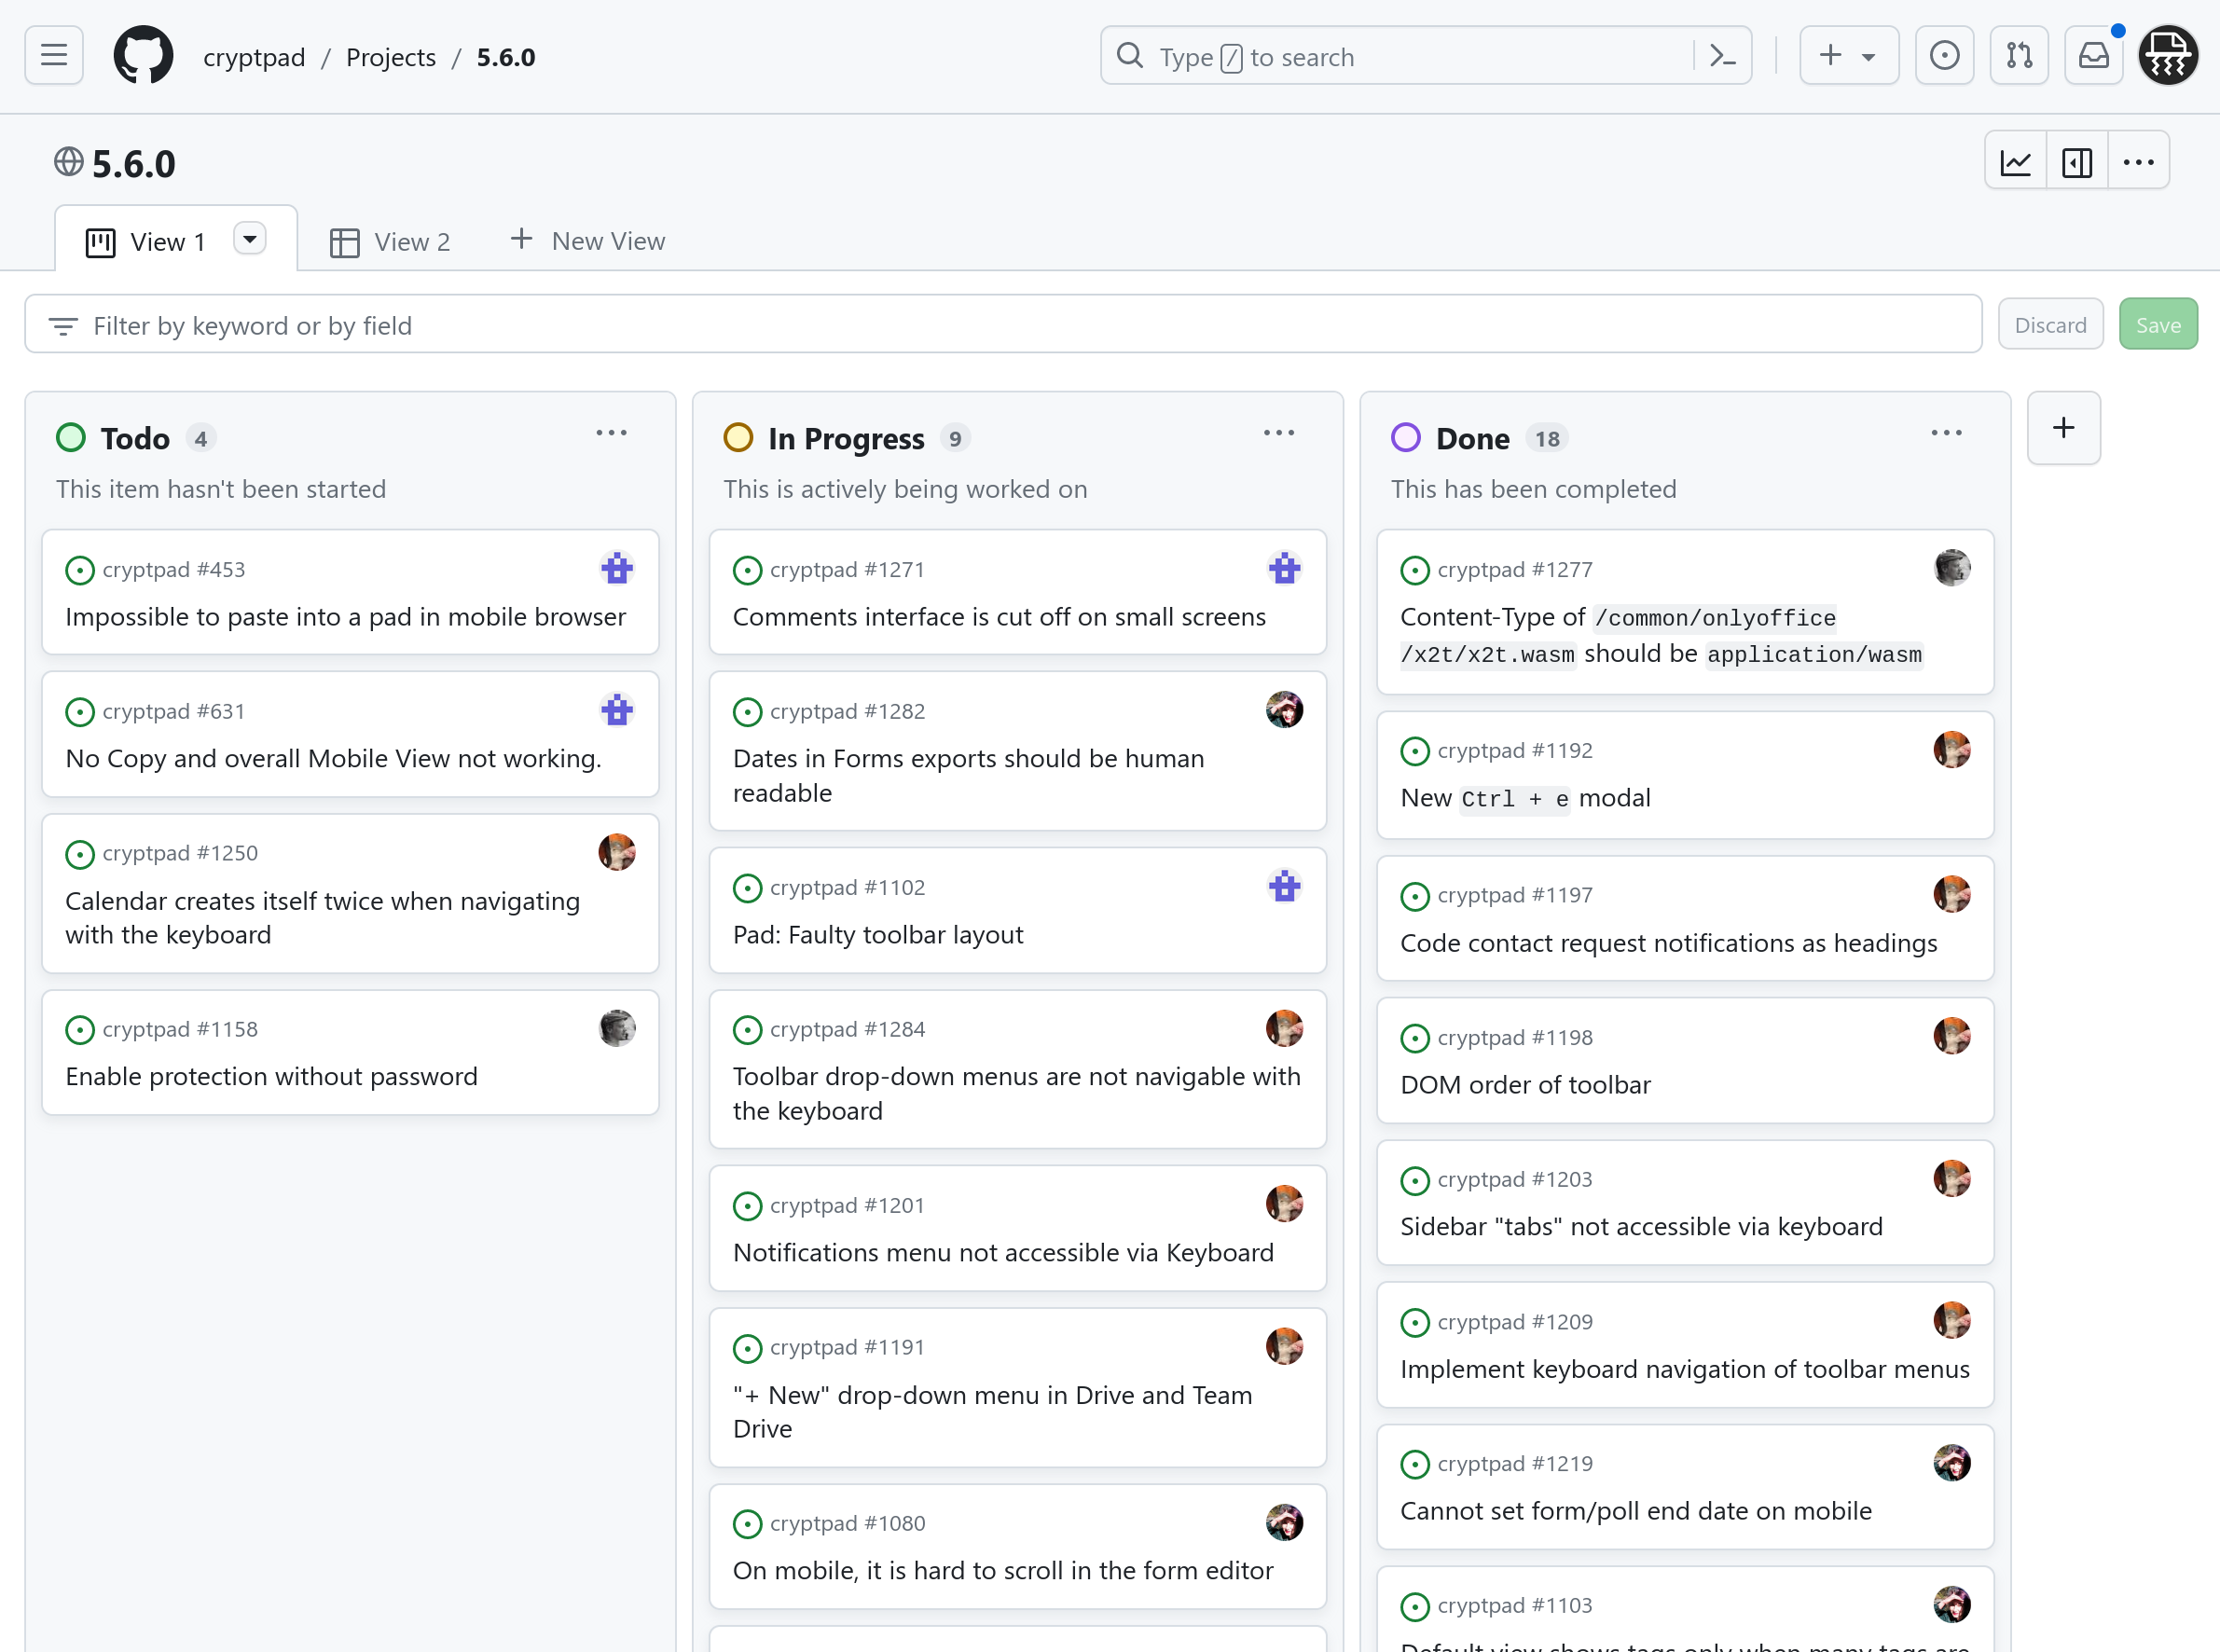 cryptpad / Projects / 5.6.0
Type / to search
5.6.0
View 1
View 2
New View
Filter by keyword or by field
Discard
Save
Todo 4
This item hasn't been started
cryptpad #453
Impossible to paste into a pad in mobile browser
cryptpad #631
No Copy and overall Mobile View not working.
cryptpad #1250
Calendar creates itself twice when navigating
with the keyboard
cryptpad #1158
Enable protection without password
In Progress 9
This is actively being worked on
cryptpad #1271
Comments interface is cut off on small screens
cryptpad #1282
Dates in Forms exports should be human
readable
cryptpad #1102
Pad: Faulty toolbar layout
cryptpad #1284
Toolbar drop-down menus are not navigable with
the keyboard
cryptpad #1201
Notifications menu not accessible via Keyboard
cryptpad #1191
"+ New" drop-down menu in Drive and Team
Drive
cryptpad #1080
On mobile, it is hard to scroll in the form editor
Done 18
This has been completed
cryptpad #1277
Content-Type of /common/onlyoffice
/x2t/x2t.wasm should be application/wasm
cryptpad #1192
New Ctrl + e modal
cryptpad #1197
Code contact request notifications as headings
cryptpad #1198
DOM order of toolbar
cryptpad #1203
Sidebar "tabs" not accessible via keyboard
cryptpad #1209
Implement keyboard navigation of toolbar menus
cryptpad #1219
Cannot set form/poll end date on mobile
cryptpad #1103
Default view shows tags only when many tags are